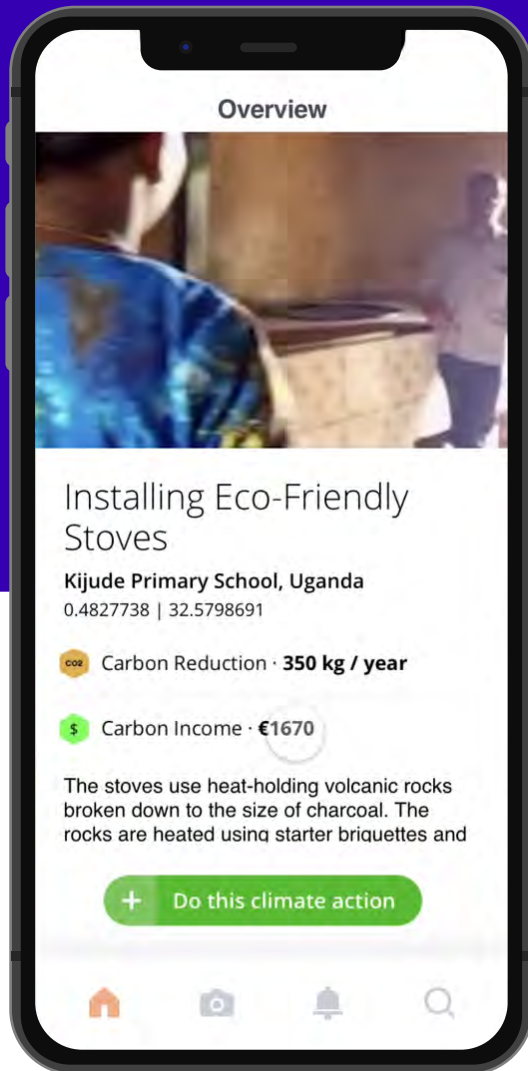 Overview
Installing Eco-Friendly
Stoves
Kijude Primary School, Uganda
0.4827738 | 32.5798691
CO2 Carbon Reduction · 350 kg / year
$ Carbon Income · €1670
The stoves use heat-holding volcanic rocks
broken down to the size of charcoal. The
rocks are heated using starter briquettes and
+ Do this climate action